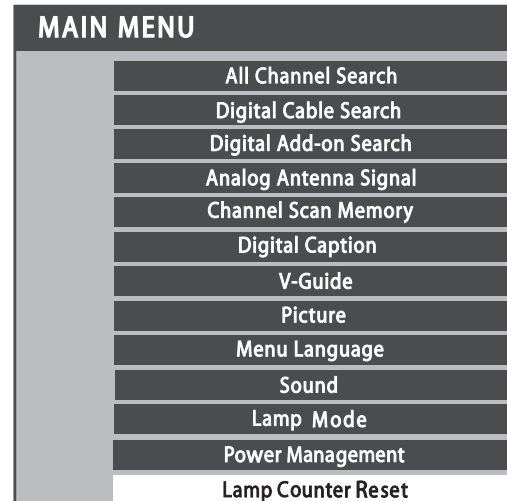 MAIN MENU
All Channel Search
Digital Cable Search
Digital Add-on Search
Analog Antenna Signal
Channel Scan Memory
Digital Caption
V-Guide
Picture
Menu Language
Sound
Lamp Mode
Power Management
Lamp Counter Reset